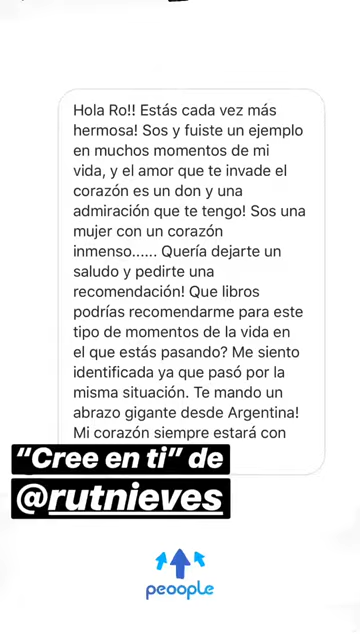 Hola Ro!! Estás cada vez más
hermosa! Sos y fuiste un ejemplo
en muchos momentos de mi
vida, y el amor que te invade el
corazón es un don y una
admiración que te tengo! Sos una
mujer con un corazón
inmenso...... Quería dejarte un
saludo y pedirte una
recomendación! Que libros
podrías recomendarme para este
tipo de momentos de la vida en
el que estás pasando? Me siento
identificada ya que pasó por la
misma situación. Te mando un
abrazo gigante desde Argentina!
Mi corazón siempre estará con
“Cree en ti” de
@rutnieves
peoople